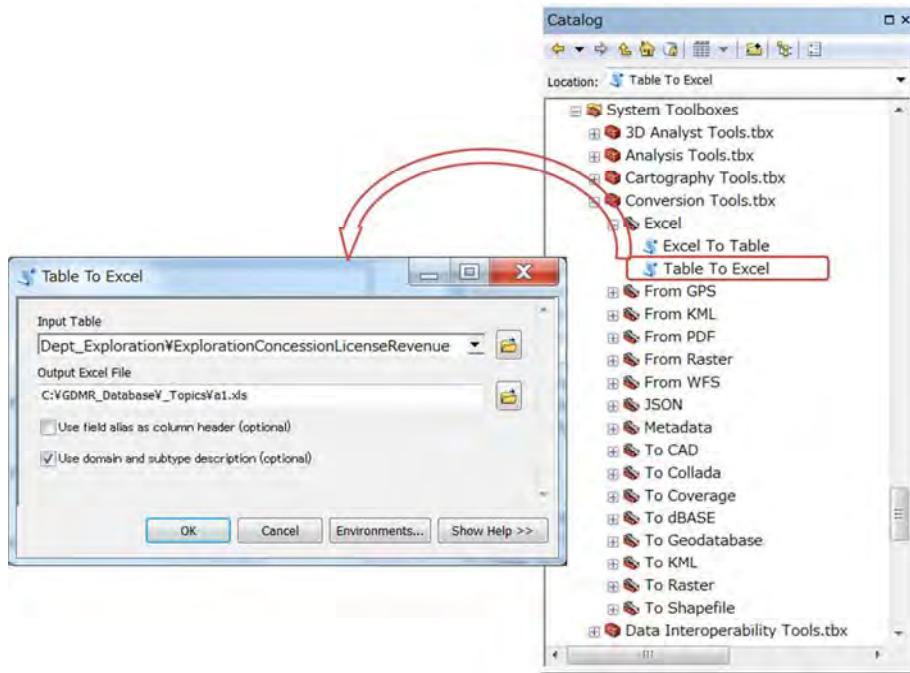 Catalog
Location: Table To Excel
System Toolboxes
3D Analyst Tools.tbx
Analysis Tools.tbx
Cartography Tools.tbx
Conversion Tools.tbx
Excel
Excel To Table
Table To Excel
From GPS
From KML
From PDF
From Raster
From WFS
JSON
Metadata
To CAD
To Collada
To Coverage
To dBASE
To Geodatabase
To KML
To Raster
To Shapefile
Data Interoperability Tools.tbx
Table To Excel
Input Table
Dept_Exploration¥ExplorationConcessionLicenseRevenue
Output Excel File
C:¥GDMR_Database¥_Topics¥a1.xls
Use field alias as column header (optional)
Use domain and subtype description (optional)
OK Cancel Environments... Show Help >>